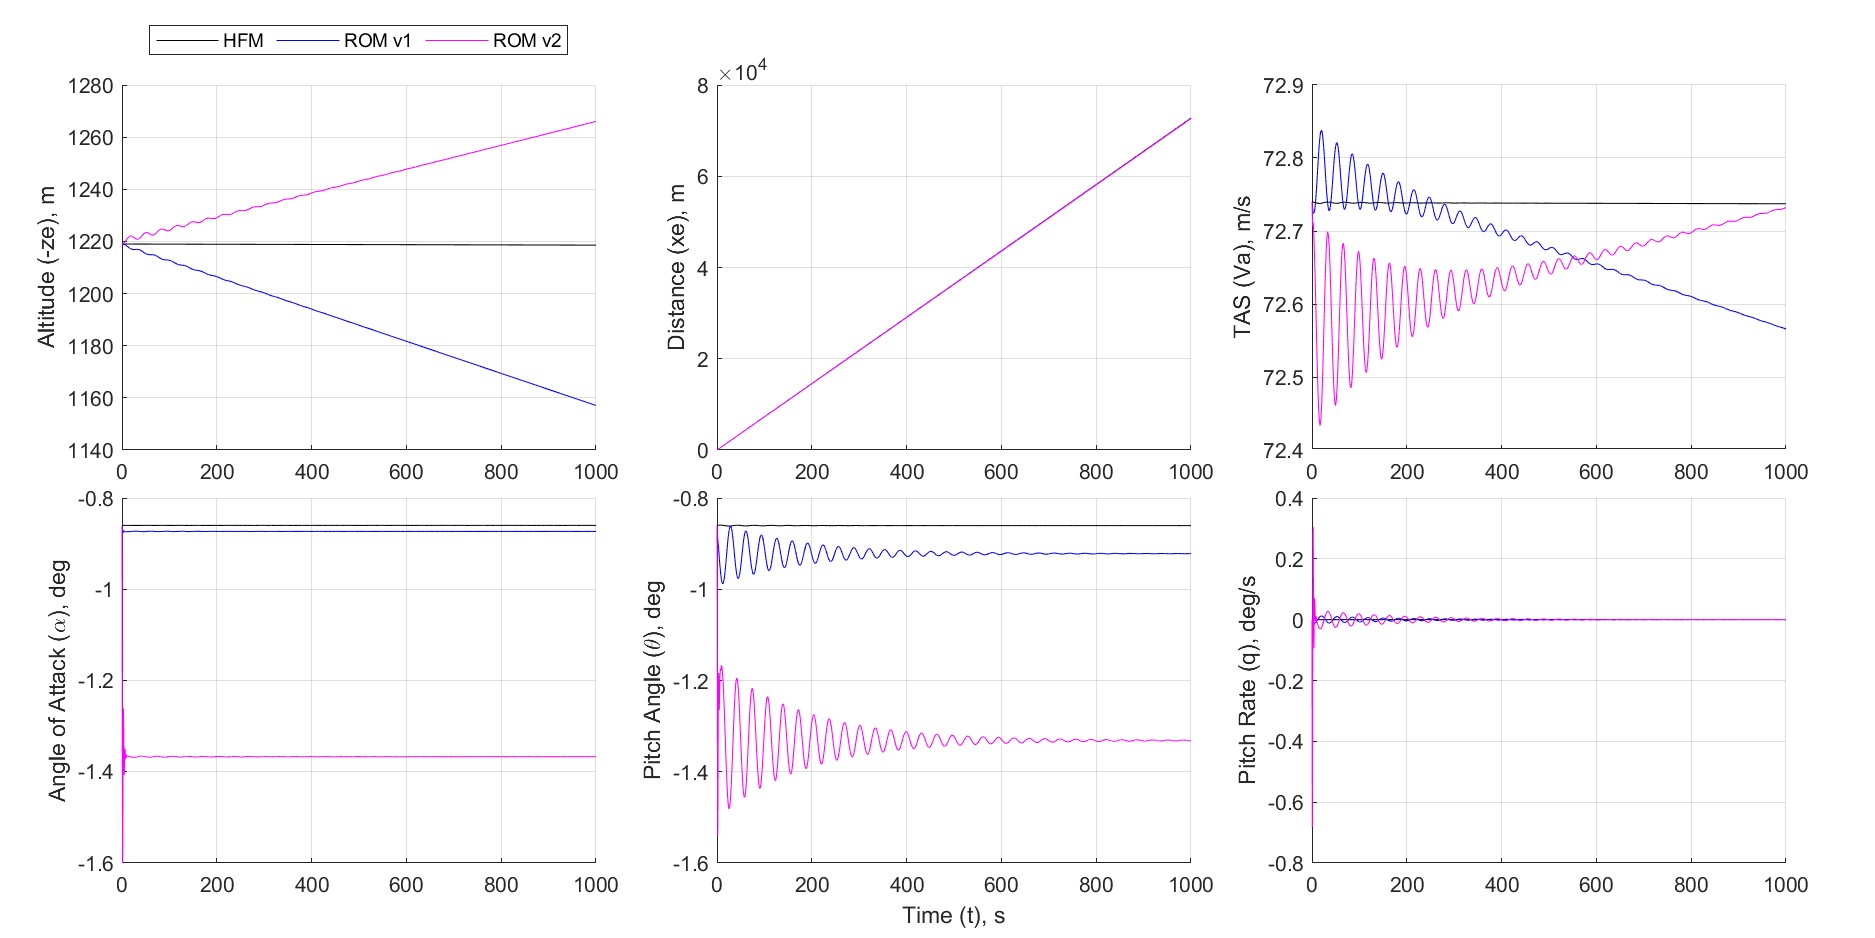 HFM ROM v1 ROM v2
1280
1260
1240
1220
1200
1180
1160
1140
Altitude (-ze), m
0 200 400 600 800 1000
×10⁴
8
6
4
2
0
Distance (xe), m
0 200 400 600 800 1000
72.9
72.8
72.7
72.6
72.5
72.4
TAS (Va), m/s
0 200 400 600 800 1000
-0.8
-1
-1.2
-1.4
-1.6
Angle of Attack (α), deg
0 200 400 600 800 1000
-0.8
-1
-1.2
-1.4
-1.6
Pitch Angle (θ), deg
0 200 400 600 800 1000
Time (t), s
0.4
0.2
0
-0.2
-0.4
-0.6
-0.8
Pitch Rate (q), deg/s
0 200 400 600 800 1000